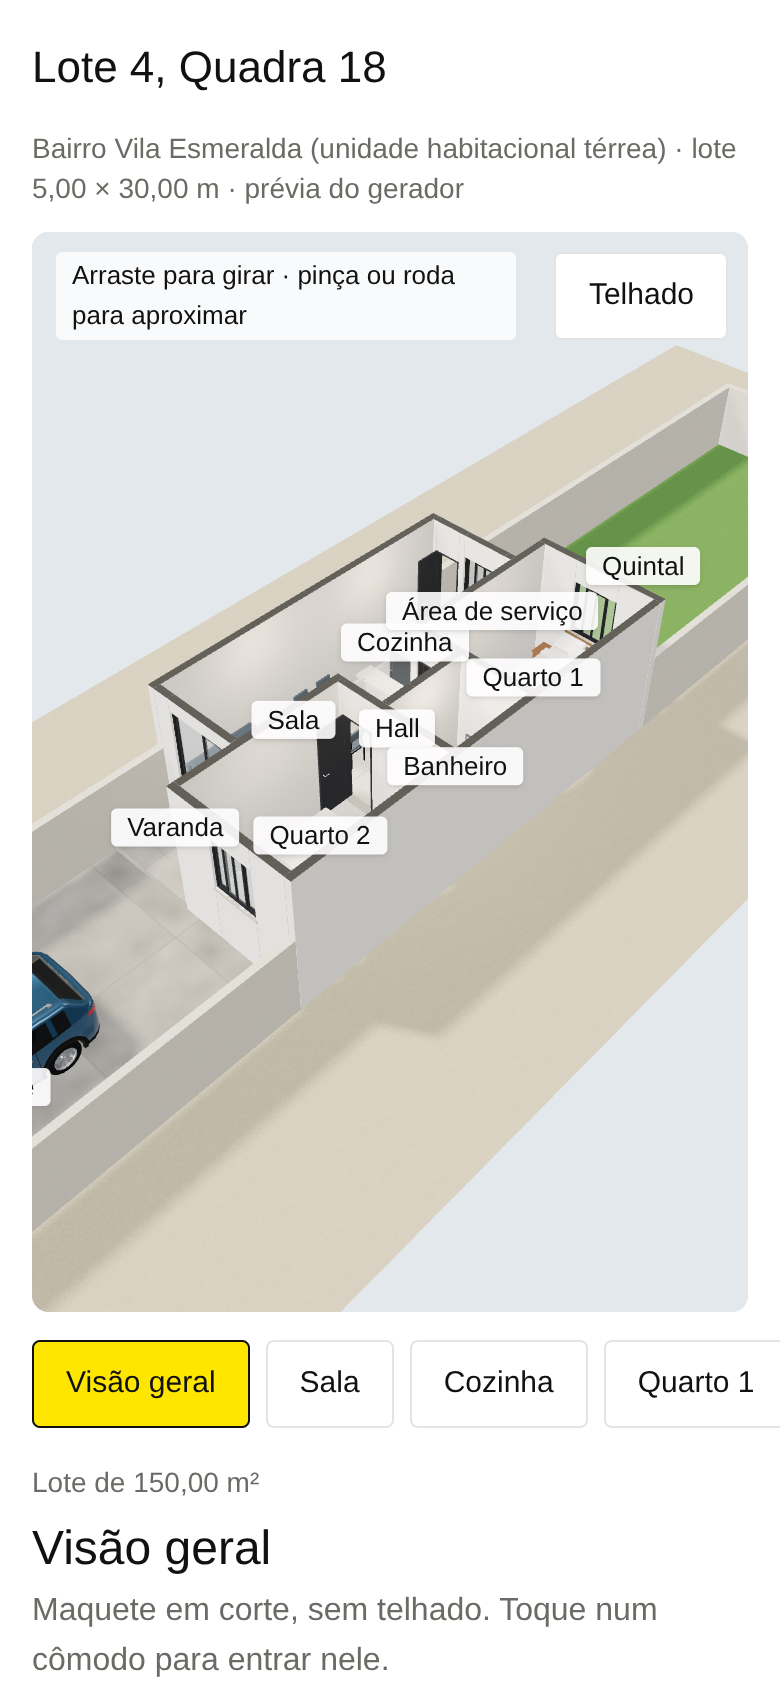 Lote 4, Quadra 18
Bairro Vila Esmeralda (unidade habitacional térrea) · lote
5,00 × 30,00 m · prévia do gerador
Arraste para girar · pinça ou roda
para aproximar
Telhado
Quintal
Área de serviço
Cozinha
Quarto 1
Sala
Hall
Banheiro
Varanda
Quarto 2
Visão geral
Sala
Cozinha
Quarto 1
Lote de 150,00 m²
Visão geral
Maquete em corte, sem telhado. Toque num
cômodo para entrar nele.